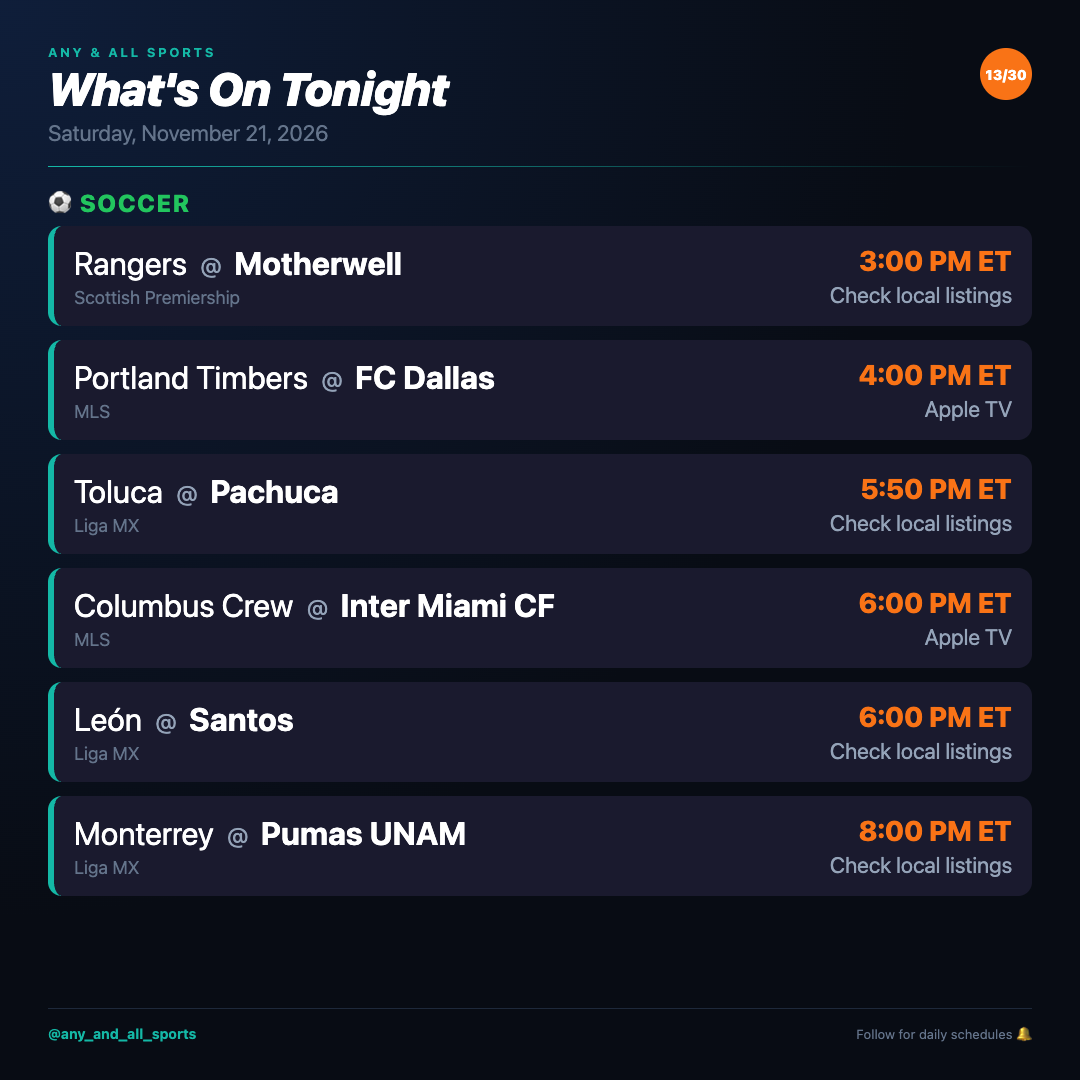 ANY & ALL SPORTS
What's On Tonight
13/30
Saturday, November 21, 2026
⚽ SOCCER
Rangers @ Motherwell
3:00 PM ET
Scottish Premiership
Check local listings
Portland Timbers @ FC Dallas
4:00 PM ET
MLS
Apple TV
Toluca @ Pachuca
5:50 PM ET
Liga MX
Check local listings
Columbus Crew @ Inter Miami CF
6:00 PM ET
MLS
Apple TV
León @ Santos
6:00 PM ET
Liga MX
Check local listings
Monterrey @ Pumas UNAM
8:00 PM ET
Liga MX
Check local listings
@any_and_all_sports
Follow for daily schedules 🔔